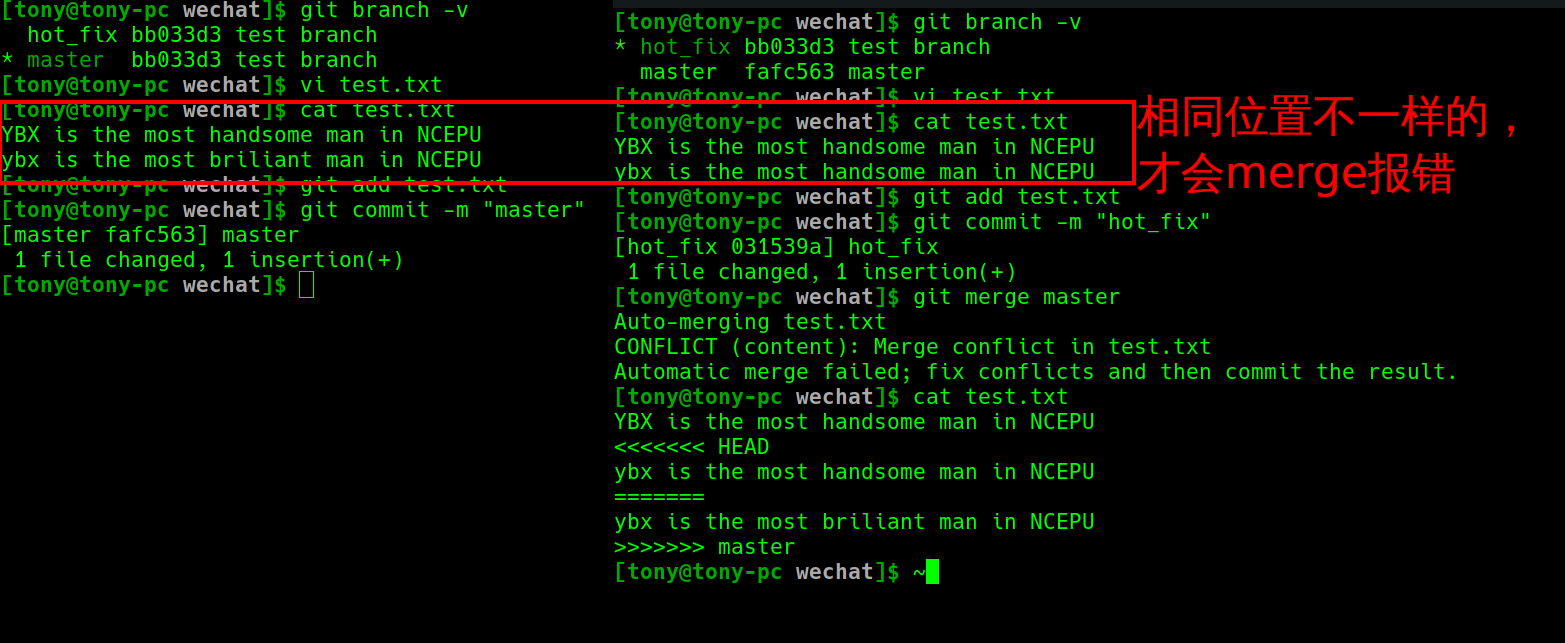 [tony@tony-pc wechat]$ git branch -v
  hot_fix bb033d3 test branch
* master  bb033d3 test branch
[tony@tony-pc wechat]$ vi test.txt
[tony@tony-pc wechat]$ cat test.txt
YBX is the most handsome man in NCEPU
ybx is the most briliant man in NCEPU
[tony@tony-pc wechat]$ git add test.txt
[tony@tony-pc wechat]$ git commit -m "master"
[master fafc563] master
 1 file changed, 1 insertion(+)
[tony@tony-pc wechat]$
[tony@tony-pc wechat]$ git branch -v
* hot_fix bb033d3 test branch
  master  fafc563 master
[tony@tony-pc wechat]$ vi test.txt
[tony@tony-pc wechat]$ cat test.txt
YBX is the most handsome man in NCEPU
ybx is the most handsome man in NCEPU
[tony@tony-pc wechat]$ git add test.txt
[tony@tony-pc wechat]$ git commit -m "hot_fix"
[hot_fix 031539a] hot_fix
 1 file changed, 1 insertion(+)
[tony@tony-pc wechat]$ git merge master
Auto-merging test.txt
CONFLICT (content): Merge conflict in test.txt
Automatic merge failed; fix conflicts and then commit the result.
[tony@tony-pc wechat]$ cat test.txt
YBX is the most handsome man in NCEPU
<<<<<<< HEAD
ybx is the most handsome man in NCEPU
=======
ybx is the most briliant man in NCEPU
>>>>>>> master
[tony@tony-pc wechat]$ ~
相同位置不一样的，
才会merge报错